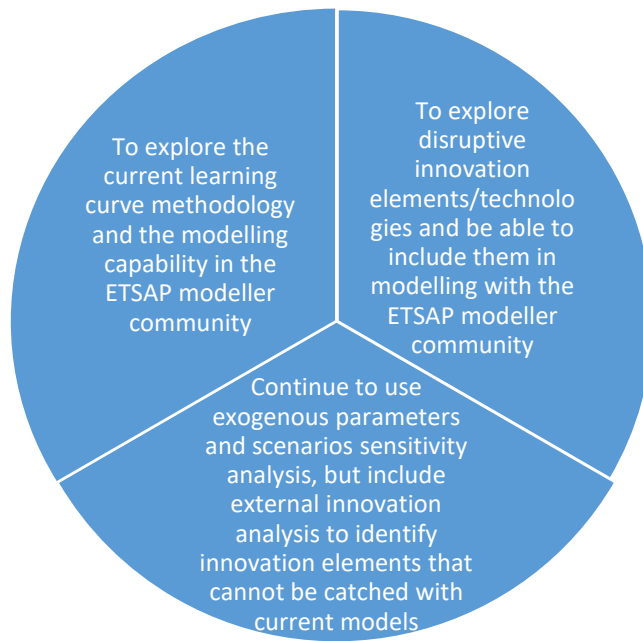 To explore the
current learning
curve methodology
and the modelling
capability in the
ETSAP modeller
community
To explore
disruptive
innovation
elements/technolo
gies and be able to
include them in
modelling with the
ETSAP modeller
community
Continue to use
exogenous parameters
and scenarios sensitivity
analysis, but include
external innovation
analysis to identify
innovation elements that
cannot be catched with
current models